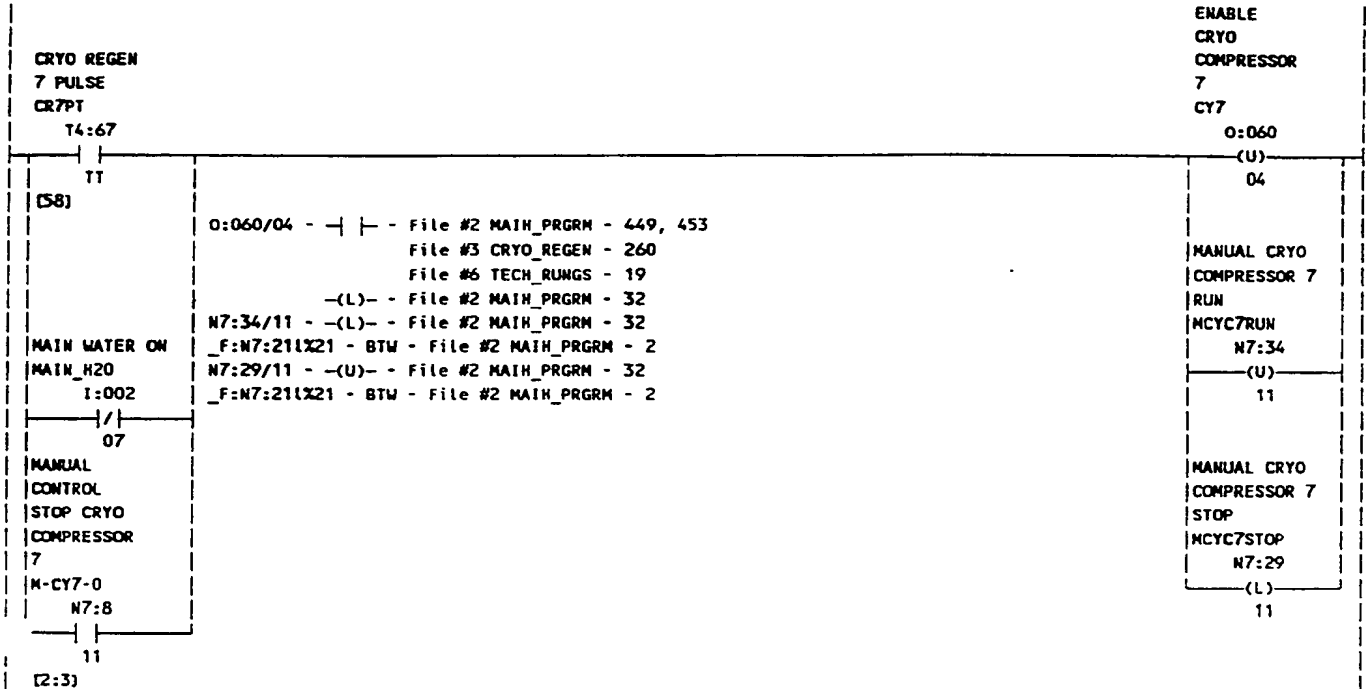 CRYO REGEN
7 PULSE
CR7PT
T4:67
TT
[58]
MAIN WATER ON
MAIN_H2O
I:002
07
MANUAL
CONTROL
STOP CRYO
COMPRESSOR
7
M-CY7-0
N7:8
11
[2:3]
O:060/04 - ─┤ ├─ - File #2 MAIN_PRGRM - 449, 453
File #3 CRYO_REGEN - 260
File #6 TECH_RUNGS - 19
─(L)─ - File #2 MAIN_PRGRM - 32
N7:34/11 - ─(L)─ - File #2 MAIN_PRGRM - 32
_F:N7:21l%21 - BTW - File #2 MAIN_PRGRM - 2
N7:29/11 - ─(U)─ - File #2 MAIN_PRGRM - 32
_F:N7:21l%21 - BTW - File #2 MAIN_PRGRM - 2
ENABLE
CRYO
COMPRESSOR
7
CY7
O:060
(U)
04
MANUAL CRYO
COMPRESSOR 7
RUN
MCYC7RUN
N7:34
(U)
11
MANUAL CRYO
COMPRESSOR 7
STOP
MCYC7STOP
N7:29
(L)
11